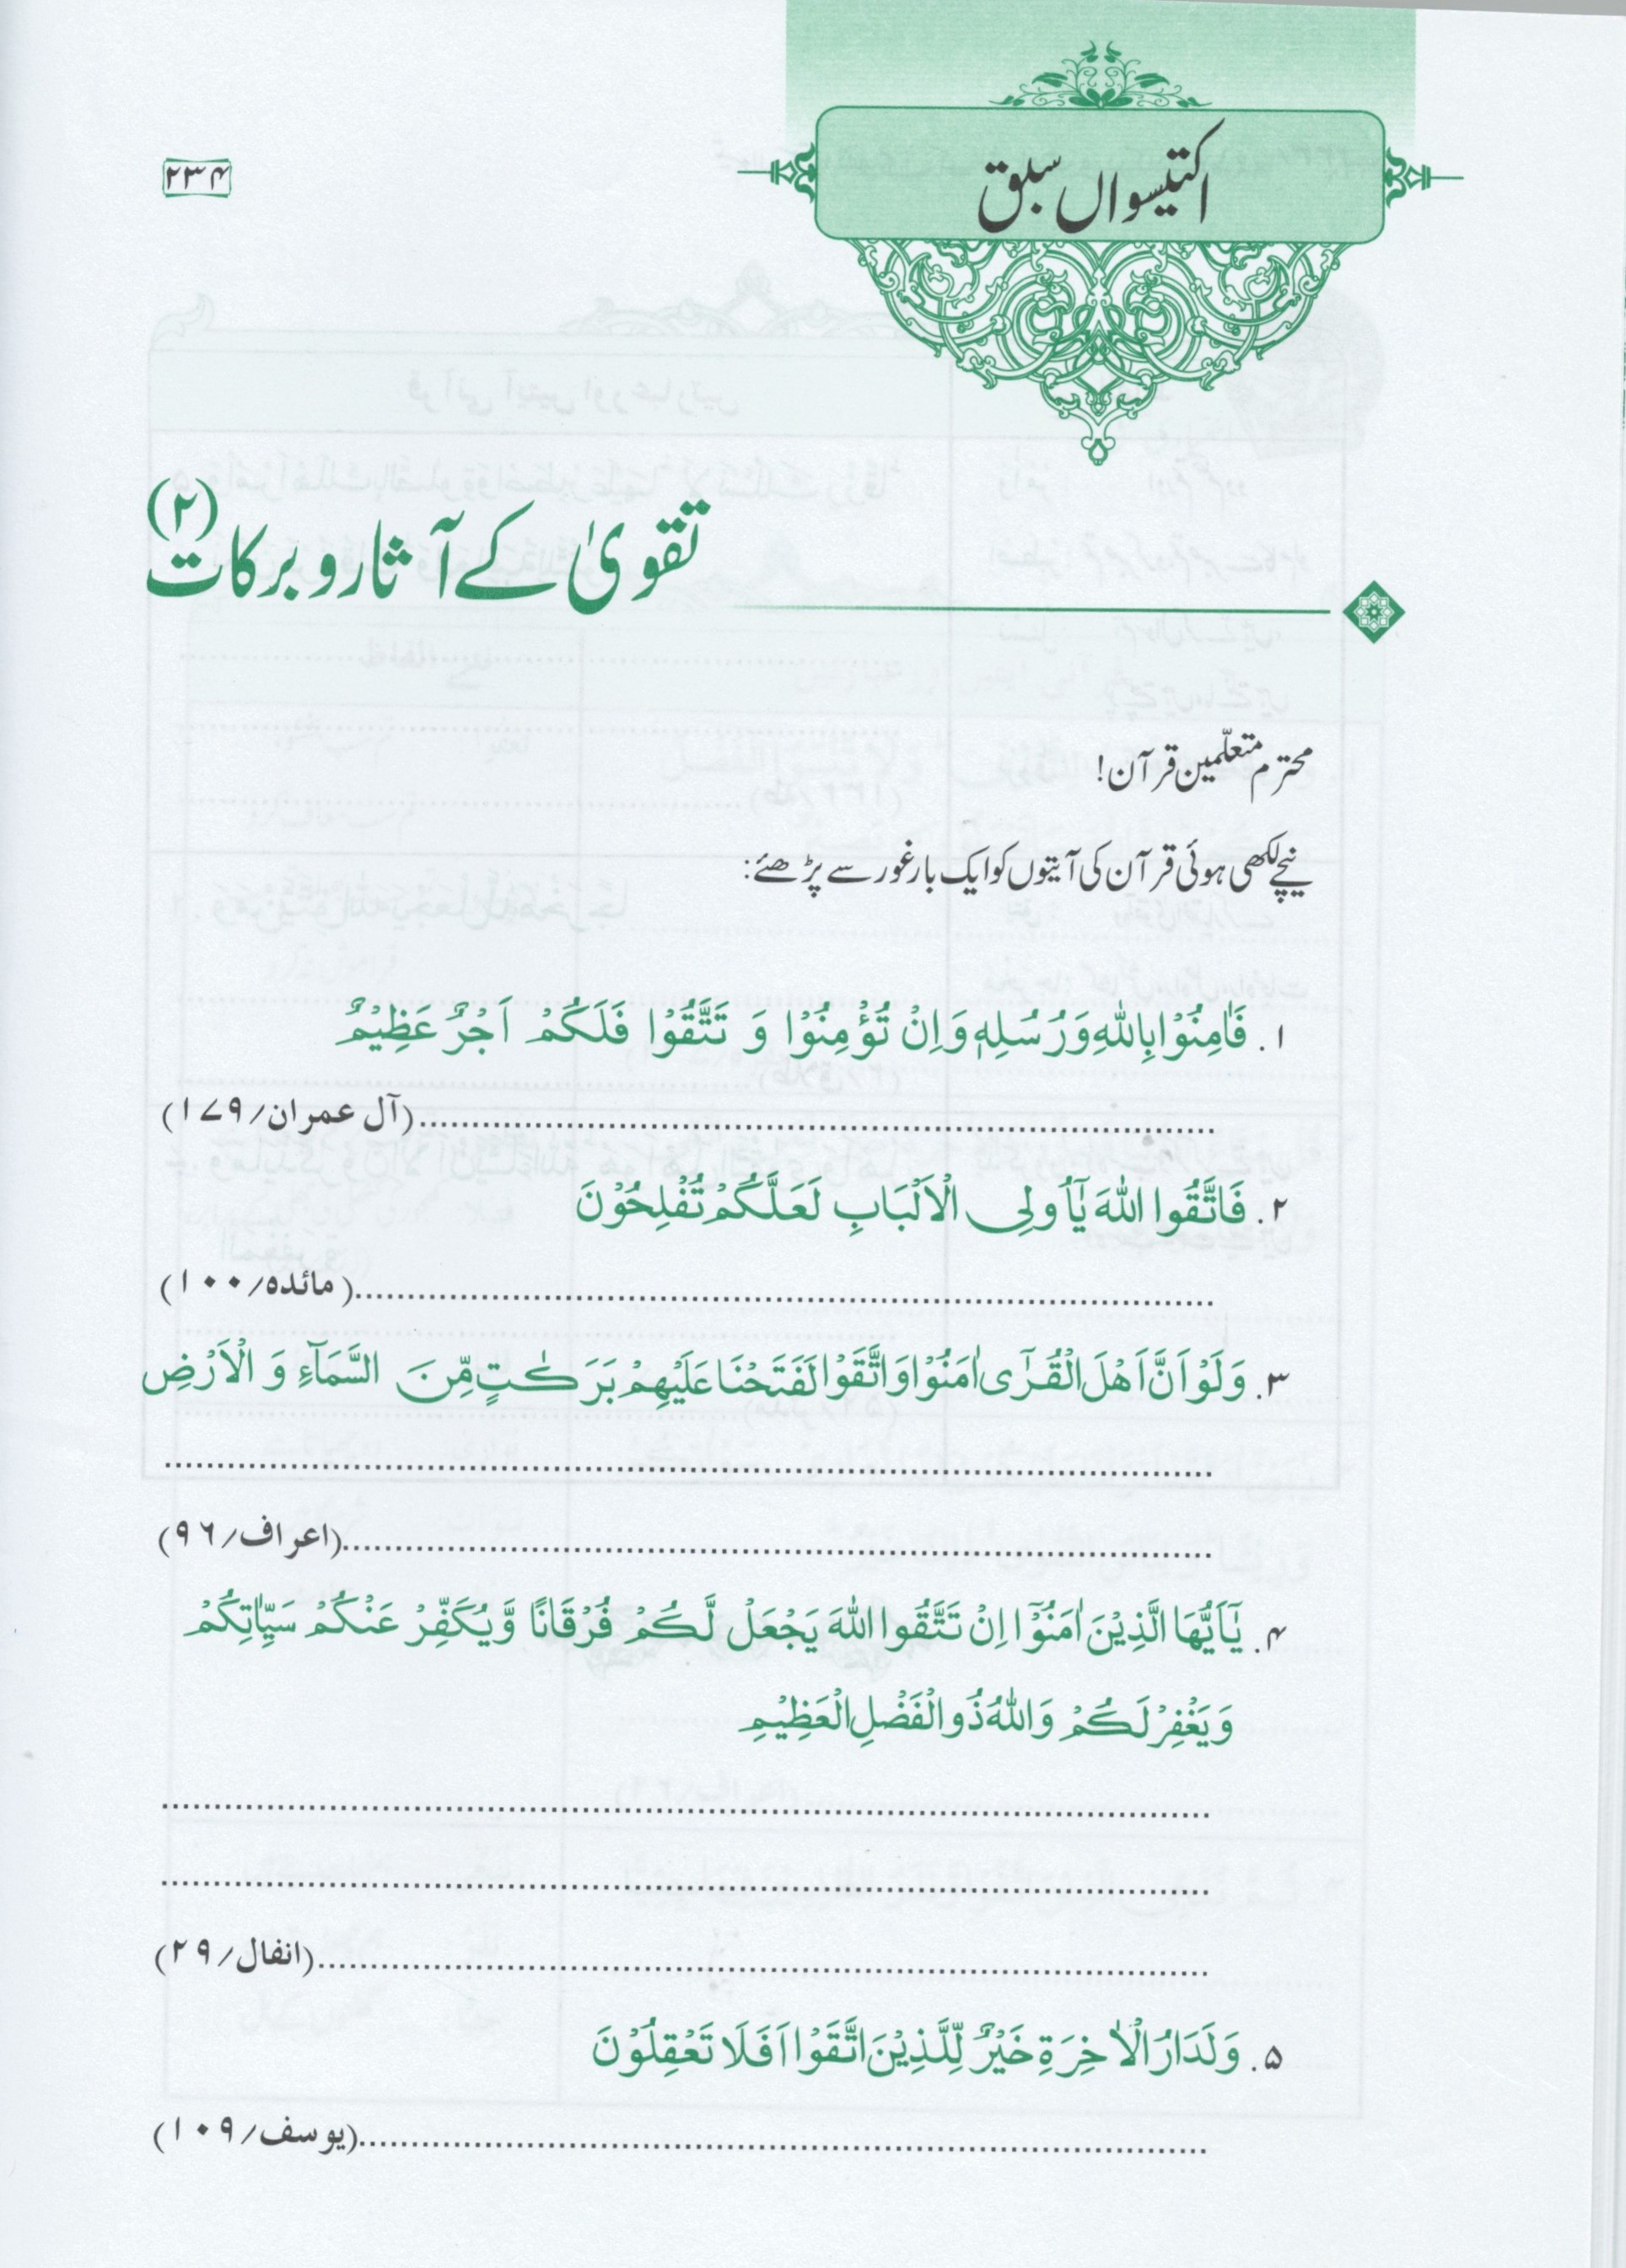 اکتیسواں سبق
۲۳۴
تقویٰ کے آثار و برکات (۲)
محترم متعلّمین قرآن!
نیچے لکھی ہوئی قرآن کی آیتوں کو ایک بار غور سے پڑھئے:
۱. فَاٰمِنُوْا بِاللّٰهِ وَرُسُلِهٖ وَاِنْ تُؤْمِنُوْا وَ تَتَّقُوْا فَلَكُمْ اَجْرٌ عَظِيْمٌ
........................................(آل عمران/۱۷۹)
۲. فَاتَّقُوا اللّٰهَ يٰۤاُولِى الْاَلْبَابِ لَعَلَّكُمْ تُفْلِحُوْنَ
........................................(مائدہ/۱۰۰)
۳. وَلَوْ اَنَّ اَهْلَ الْقُرٰٓى اٰمَنُوْا وَاتَّقَوْا لَفَتَحْنَا عَلَيْهِمْ بَرَكٰتٍ مِّنَ السَّمَآءِ وَ الْاَرْضِ
........................................
........................................(اعراف/۹۶)
۴. يٰۤاَيُّهَا الَّذِيْنَ اٰمَنُوْۤا اِنْ تَتَّقُوا اللّٰهَ يَجْعَلْ لَّكُمْ فُرْقَانًا وَّيُكَفِّرْ عَنْكُمْ سَيِّاٰتِكُمْ
وَيَغْفِرْ لَكُمْ وَاللّٰهُ ذُو الْفَضْلِ الْعَظِيْمِ
........................................
........................................
........................................(انفال/۲۹)
۵. وَلَدَارُ الْاٰخِرَةِ خَيْرٌ لِّلَّذِيْنَ اتَّقَوْا اَفَلَا تَعْقِلُوْنَ
........................................(یوسف/۱۰۹)